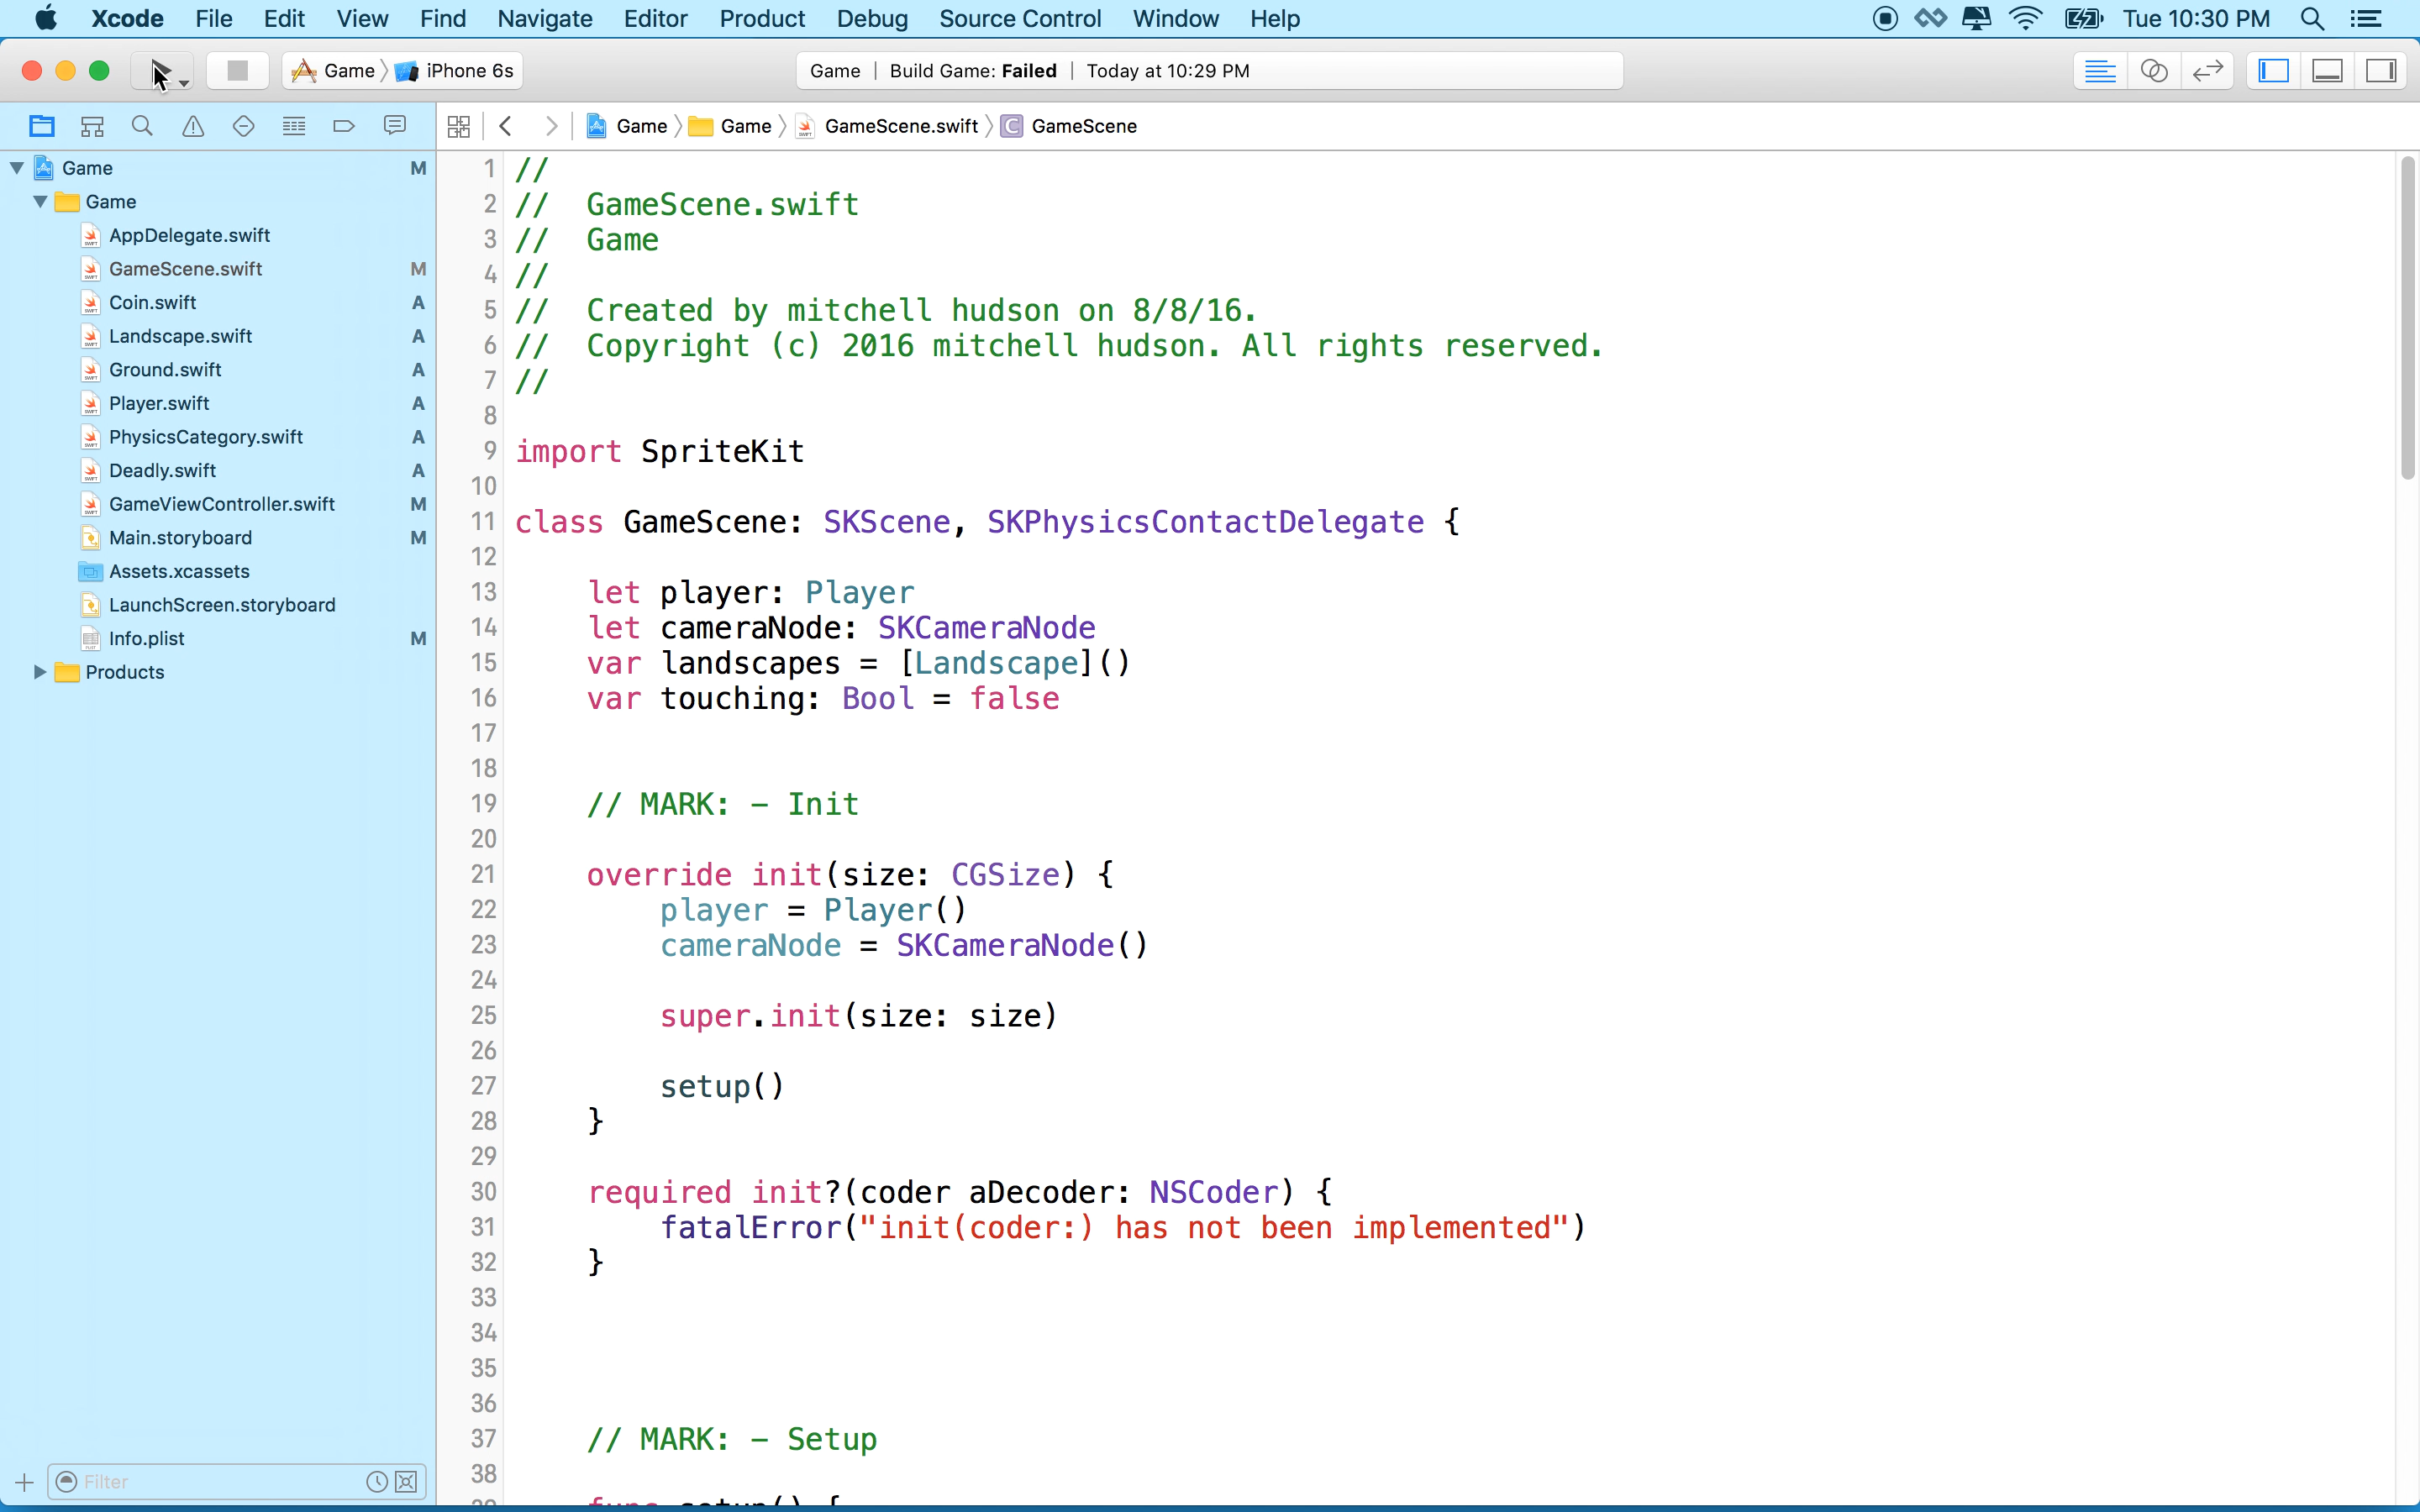 Xcode File Edit View Find Navigate Editor Product Debug Source Control Window Help Tue 10:30 PM
Game iPhone 6s Game | Build Game: Failed | Today at 10:29 PM
Game Game GameScene.swift C GameScene
Game M
Game
AppDelegate.swift
GameScene.swift M
Coin.swift A
Landscape.swift A
Ground.swift A
Player.swift A
PhysicsCategory.swift A
Deadly.swift A
GameViewController.swift M
Main.storyboard M
Assets.xcassets
LaunchScreen.storyboard
Info.plist M
Products
Filter
1 //
2 // GameScene.swift
3 // Game
4 //
5 // Created by mitchell hudson on 8/8/16.
6 // Copyright (c) 2016 mitchell hudson. All rights reserved.
7 //
8
9 import SpriteKit
10
11 class GameScene: SKScene, SKPhysicsContactDelegate {
12
13 let player: Player
14 let cameraNode: SKCameraNode
15 var landscapes = [Landscape]()
16 var touching: Bool = false
17
18
19 // MARK: - Init
20
21 override init(size: CGSize) {
22 player = Player()
23 cameraNode = SKCameraNode()
24
25 super.init(size: size)
26
27 setup()
28 }
29
30 required init?(coder aDecoder: NSCoder) {
31 fatalError("init(coder:) has not been implemented")
32 }
33
34
35
36
37 // MARK: - Setup
38